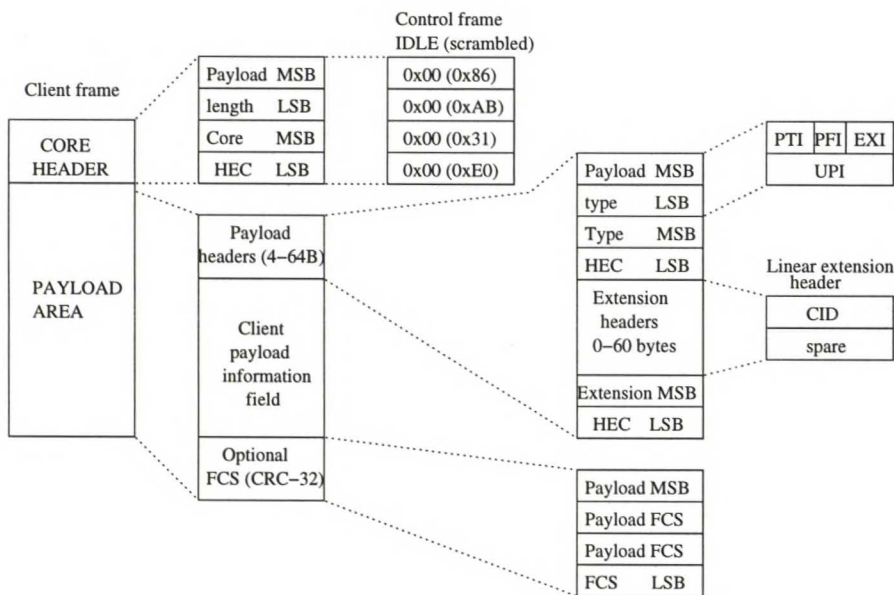 Control frame
IDLE (scrambled)
Client frame
CORE
HEADER
PAYLOAD
AREA
Payload MSB
length LSB
Core MSB
HEC LSB
0x00 (0x86)
0x00 (0xAB)
0x00 (0x31)
0x00 (0xE0)
Payload
headers (4−64B)
Client
payload
information
field
Optional
FCS (CRC−32)
Payload MSB
type LSB
Type MSB
HEC LSB
Extension
headers
0−60 bytes
Extension MSB
HEC LSB
PTI PFI EXI
UPI
Linear extension
header
CID
spare
Payload MSB
Payload FCS
Payload FCS
FCS LSB